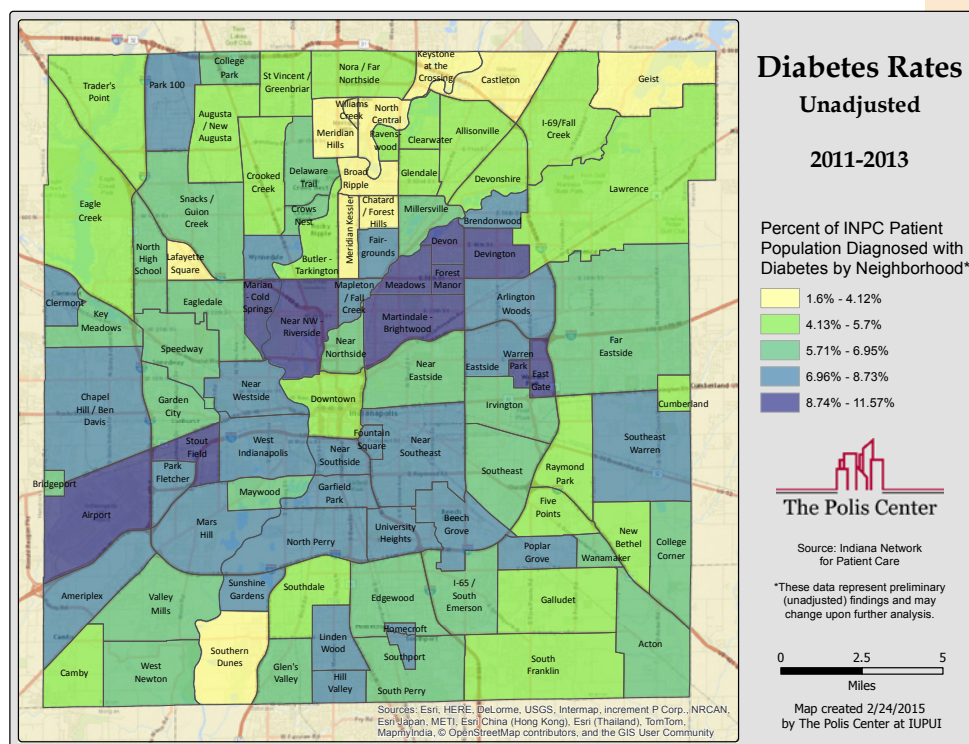 Diabetes Rates
Unadjusted
2011-2013
Percent of INPC Patient
Population Diagnosed with
Diabetes by Neighborhood*
1.6% - 4.12%
4.13% - 5.7%
5.71% - 6.95%
6.96% - 8.73%
8.74% - 11.57%
The Polis Center
Source: Indiana Network
for Patient Care
*These data represent preliminary
(unadjusted) findings and may
change upon further analysis.
0 2.5 5
Miles
Map created 2/24/2015
by The Polis Center at IUPUI
Trader's
Point
Park 100
College
Park
St Vincent /
Greenbriar
Nora / Far
Northside
Keystone
at the
Crossing
Castleton
Geist
Augusta
/ New
Augusta
Williams
Creek
North
Central
Meridian
Hills
Ravens-
wood
Clearwater
Allisonville
I-69/Fall
Creek
Crooked
Creek
Delaware
Trail
Broad
Ripple
Glendale
Devonshire
Lawrence
Eagle
Creek
Snacks /
Guion
Creek
Crows
Nest
Meridian Kessler
Chatard
/ Forest
Hills
Millersville
Brendonwood
North
High
School
Lafayette
Square
Wynnedale
Butler -
Tarkington
Fair-
grounds
Devon
Devington
Clermont
Key
Meadows
Eagledale
Marian
- Cold
Springs
Mapleton
/ Fall
Creek
Meadows
Forest
Manor
Arlington
Woods
Near NW -
Riverside
Martindale -
Brightwood
Speedway
Near
Northside
Near
Eastside
Eastside
Warren
Park
East
Gate
Far
Eastside
Chapel
Hill / Ben
Davis
Garden
City
Near
Westside
Downtown
Irvington
Cumberland
Stout
Field
West
Indianapolis
Fountain
Square
Near
Southside
Near
Southeast
Southeast
Raymond
Park
Southeast
Warren
Bridgeport
Park
Fletcher
Maywood
Garfield
Park
Airport
Mars
Hill
North Perry
University
Heights
Beech
Grove
Five
Points
New
Bethel
College
Corner
Poplar
Grove
Wanamaker
Ameriplex
Valley
Mills
Sunshine
Gardens
Southdale
Edgewood
I-65 /
South
Emerson
Galludet
Acton
Camby
West
Newton
Southern
Dunes
Glen's
Valley
Linden
Wood
Hill
Valley
Homecroft
Southport
South Perry
South
Franklin
Sources: Esri, HERE, DeLorme, USGS, Intermap, increment P Corp., NRCAN,
Esri Japan, METI, Esri China (Hong Kong), Esri (Thailand), TomTom,
MapmyIndia, © OpenStreetMap contributors, and the GIS User Community